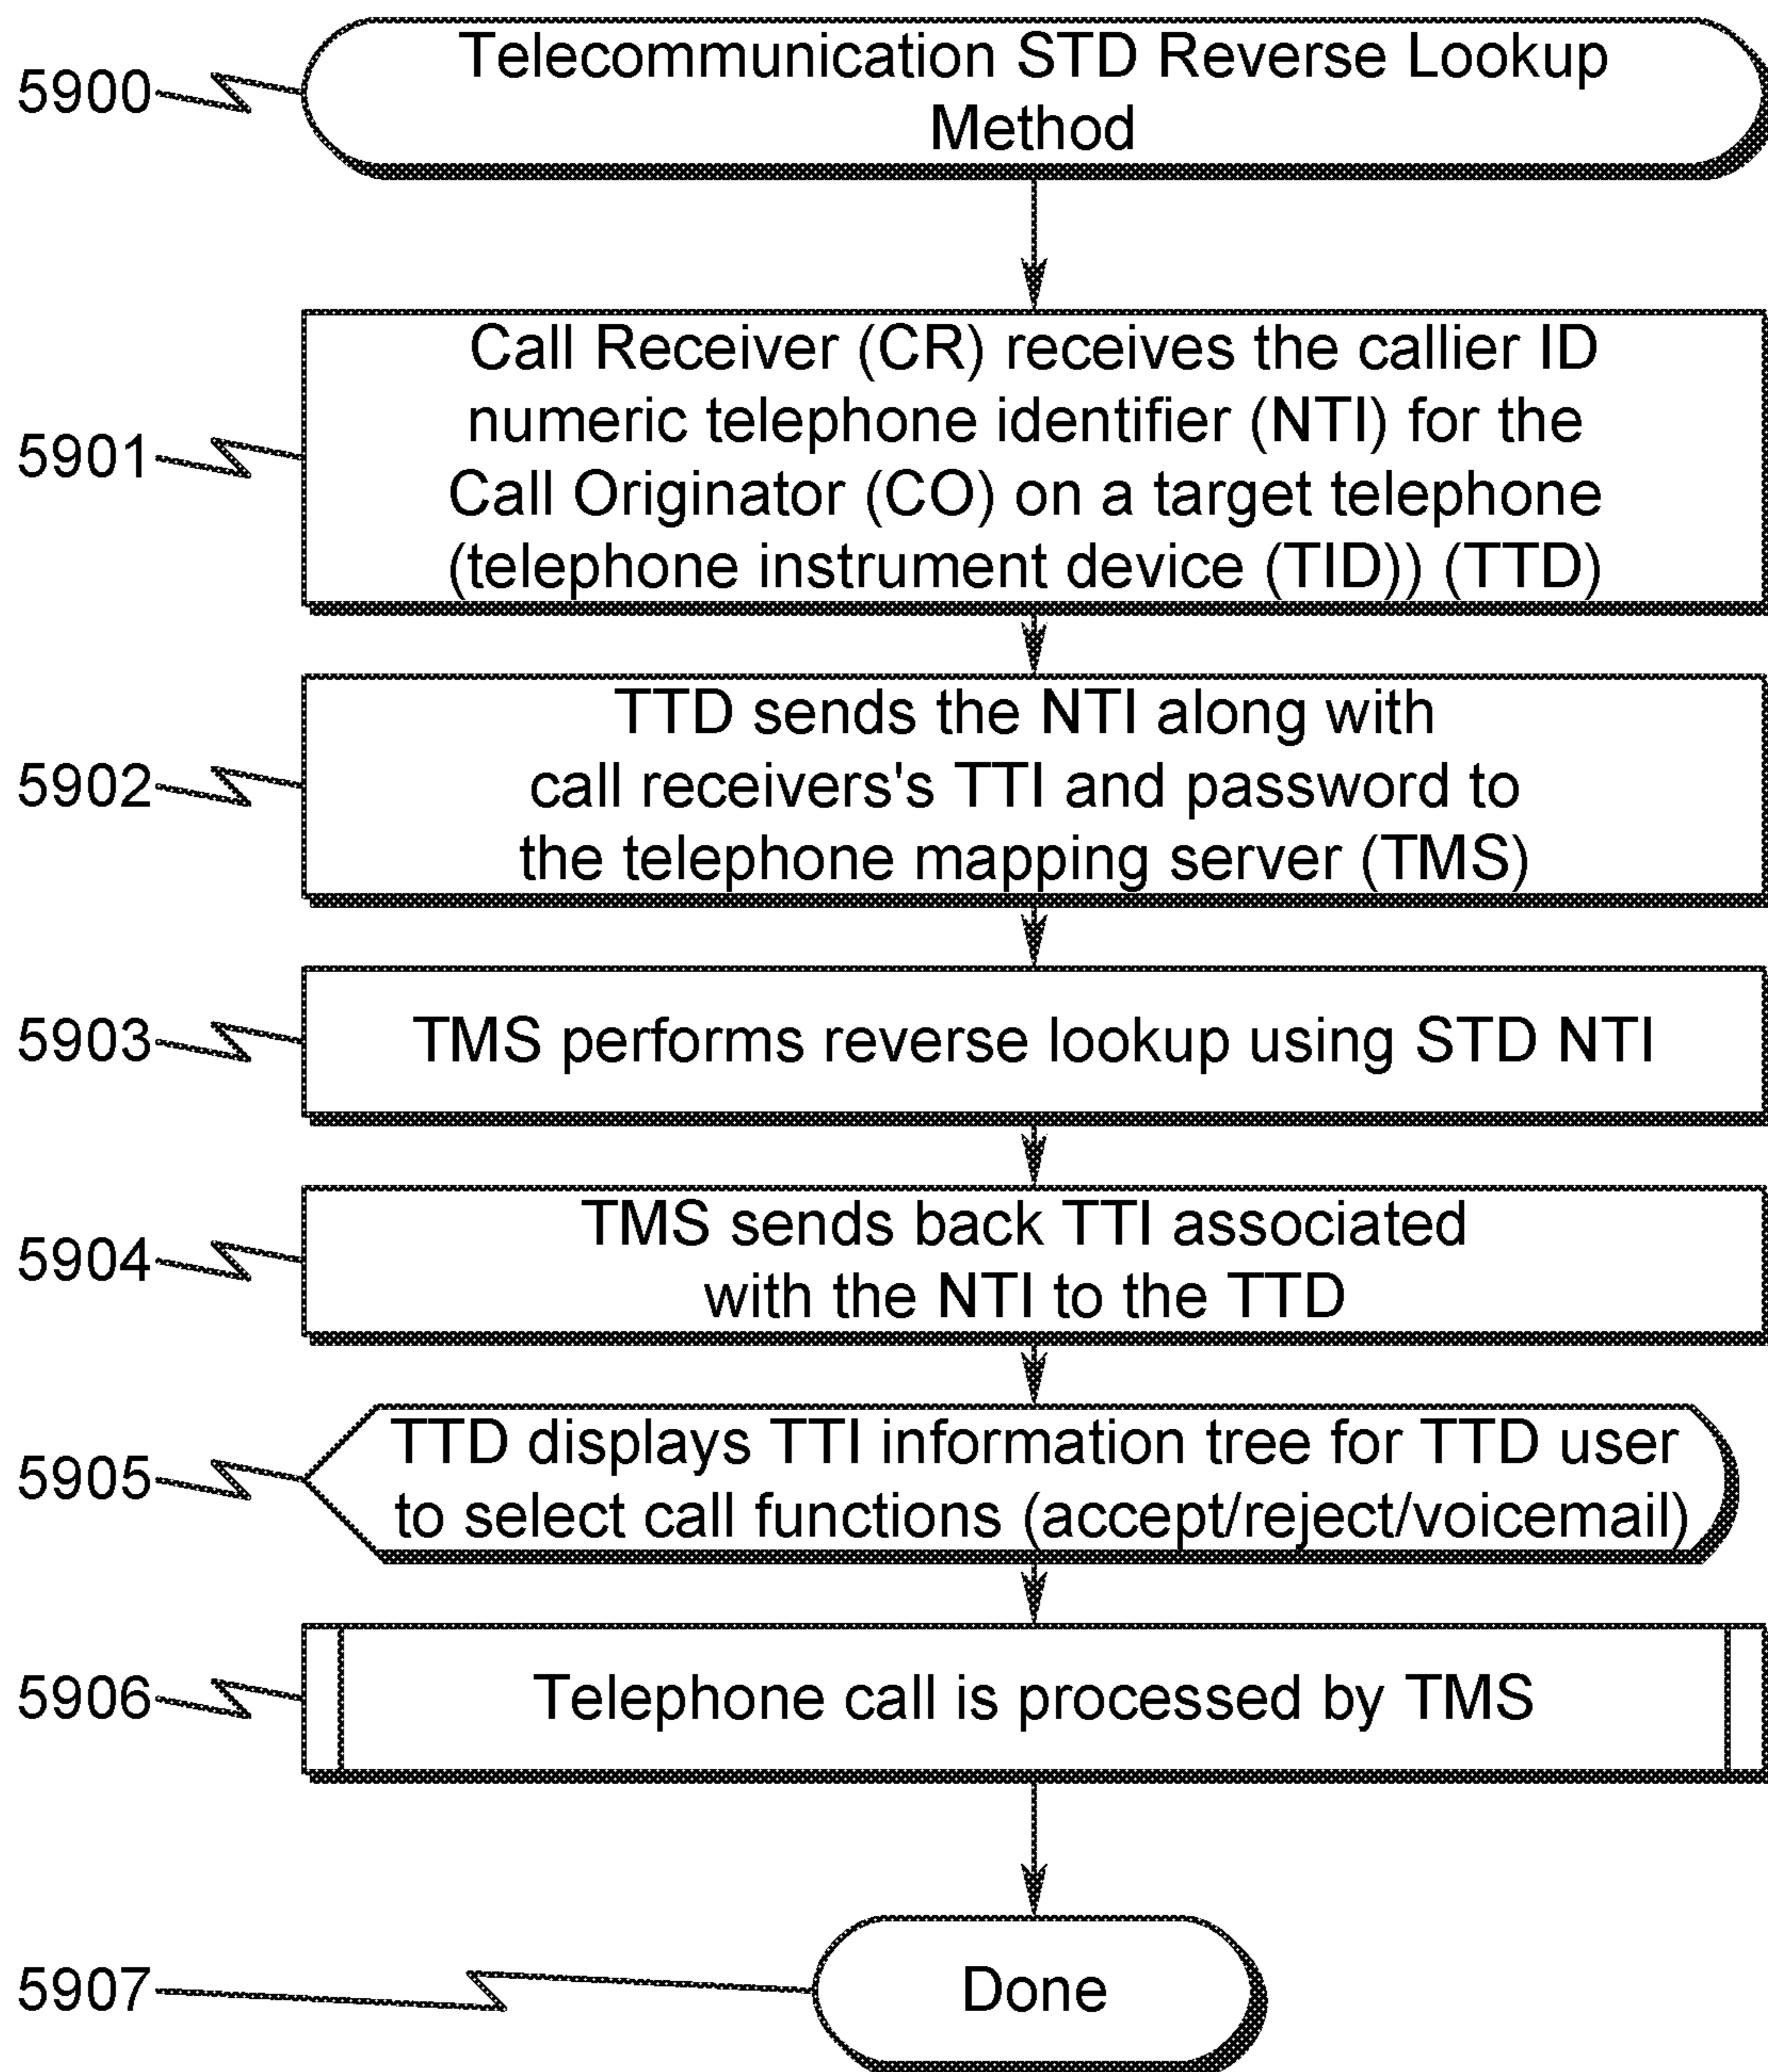 Telecommunication STD Reverse Lookup
Method
5900
Call Receiver (CR) receives the callier ID
numeric telephone identifier (NTI) for the
Call Originator (CO) on a target telephone
(telephone instrument device (TID)) (TTD)
5901
TTD sends the NTI along with
call receivers's TTI and password to
the telephone mapping server (TMS)
5902
TMS performs reverse lookup using STD NTI
5903
TMS sends back TTI associated
with the NTI to the TTD
5904
TTD displays TTI information tree for TTD user
to select call functions (accept/reject/voicemail)
5905
Telephone call is processed by TMS
5906
Done
5907